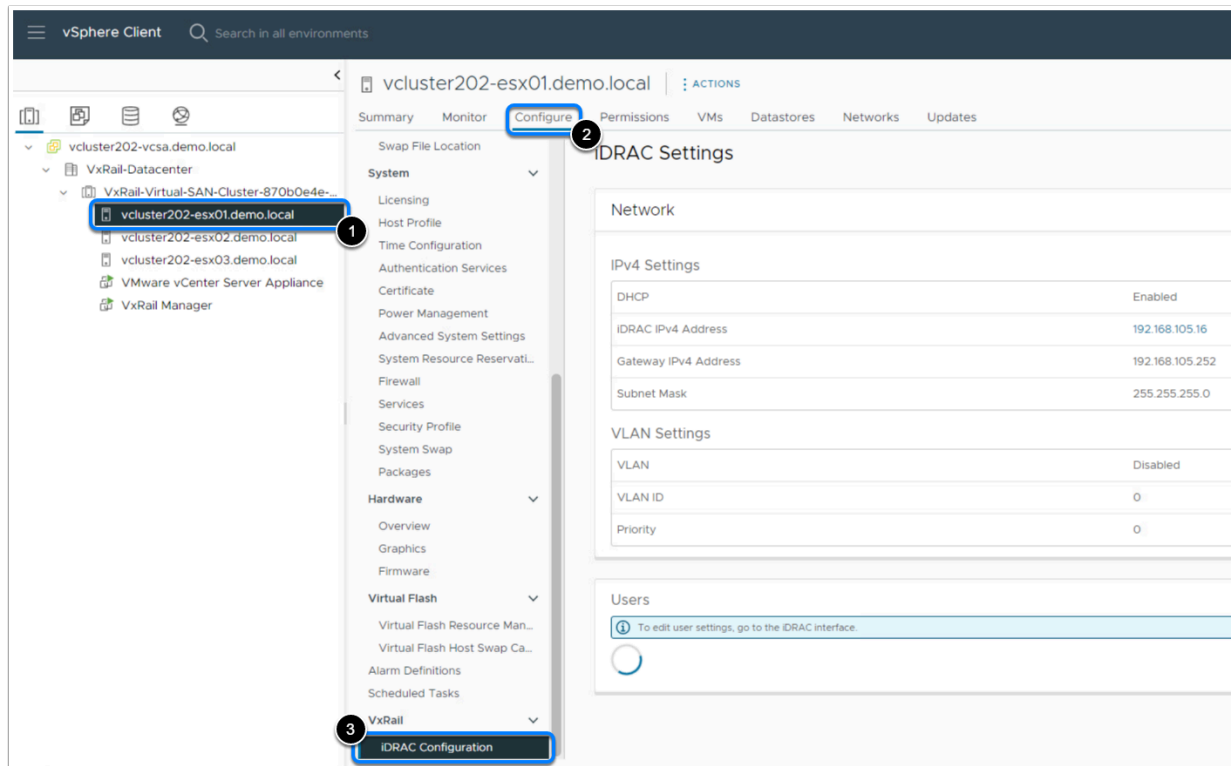 vSphere Client
Search in all environments
vcluster202-esx01.demo.local
ACTIONS
Summary Monitor Configure Permissions VMs Datastores Networks Updates
2
vcluster202-vcsa.demo.local
VxRail-Datacenter
VxRail-Virtual-SAN-Cluster-870b0e4e-...
vcluster202-esx01.demo.local
1
vcluster202-esx02.demo.local
vcluster202-esx03.demo.local
VMware vCenter Server Appliance
VxRail Manager
Swap File Location
System
Licensing
Host Profile
Time Configuration
Authentication Services
Certificate
Power Management
Advanced System Settings
System Resource Reservati...
Firewall
Services
Security Profile
System Swap
Packages
Hardware
Overview
Graphics
Firmware
Virtual Flash
Virtual Flash Resource Man...
Virtual Flash Host Swap Ca...
Alarm Definitions
Scheduled Tasks
VxRail
3
iDRAC Configuration
iDRAC Settings
Network
IPv4 Settings
DHCP Enabled
iDRAC IPv4 Address 192.168.105.16
Gateway IPv4 Address 192.168.105.252
Subnet Mask 255.255.255.0
VLAN Settings
VLAN Disabled
VLAN ID 0
Priority 0
Users
To edit user settings, go to the iDRAC interface.